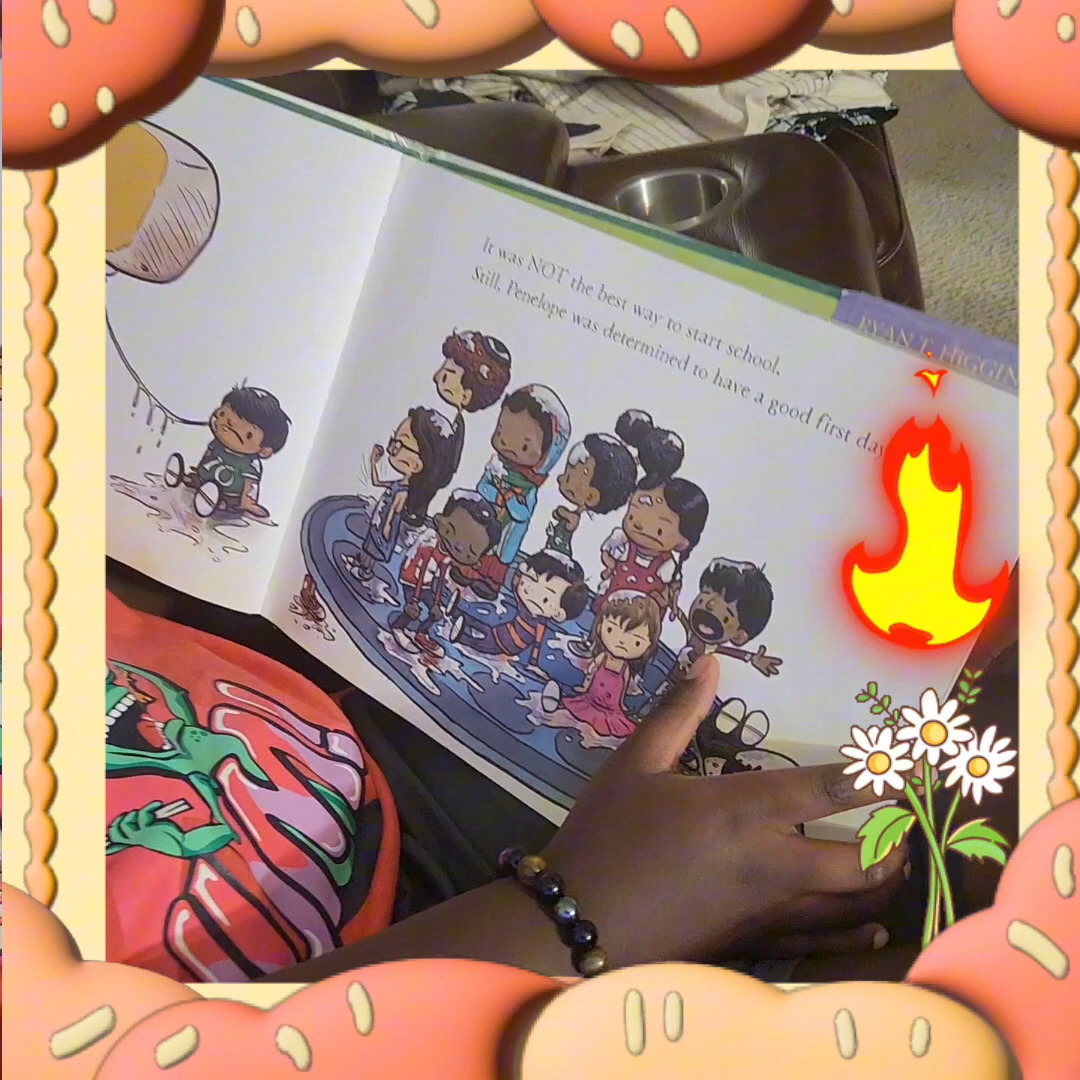 It was NOT the best way to start school.
Still, Penelope was determined to have a good first day
RYAN T. HIGGIN